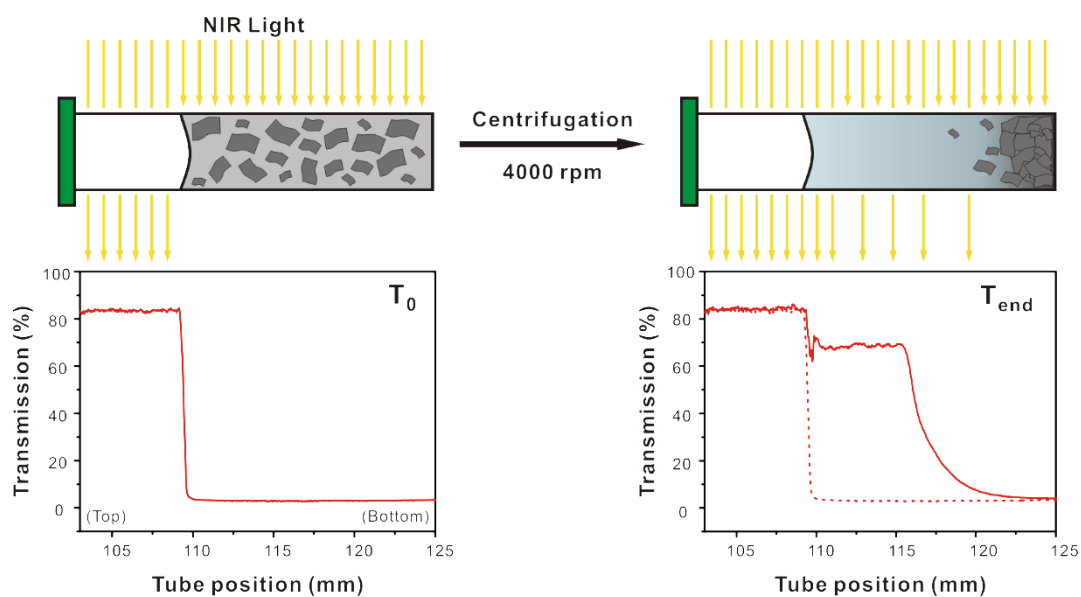 NIR Light
Centrifugation
4000 rpm
100
80
60
40
20
0
Transmission (%)
T0
(Top)
(Bottom)
105
110
115
120
125
Tube position (mm)
100
80
60
40
20
0
Transmission (%)
Tend
105
110
115
120
125
Tube position (mm)